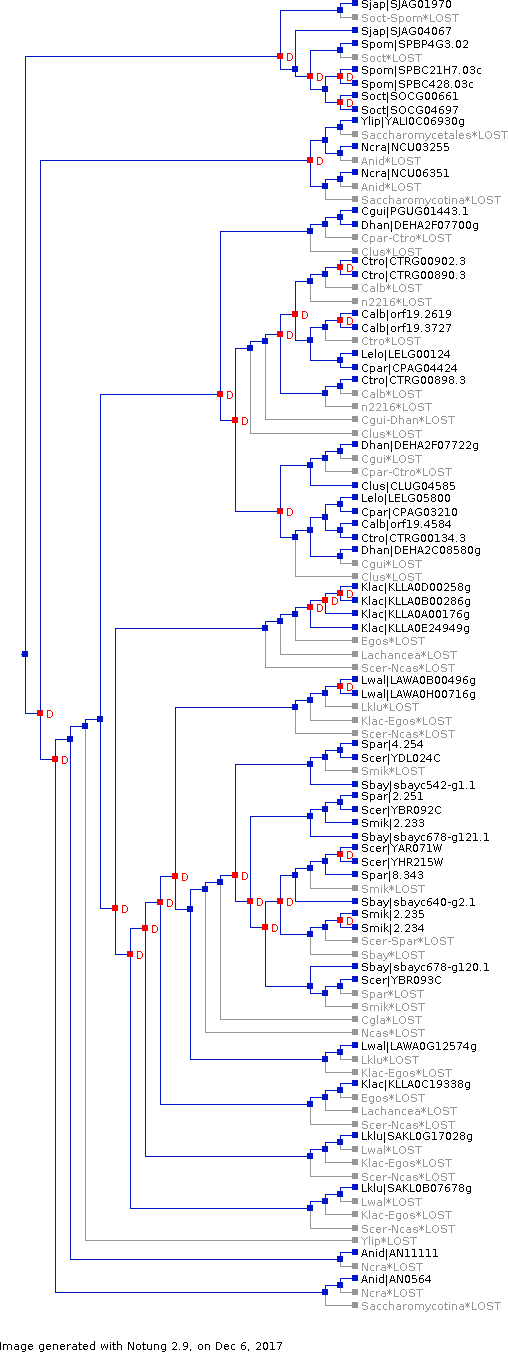 Sjap|SJAG01970
Soct-Spom*LOST
Sjap|SJAG04067
D
Spom|SPBP4G3.02
Soct*LOST
Spom|SPBC21H7.03c
D
D
Spom|SPBC428.03c
Soct|SOCG00661
D
Soct|SOCG04697
Ylip|YALI0C06930g
Saccharomycetales*LOST
Ncra|NCU03255
D
Anid*LOST
Ncra|NCU06351
Anid*LOST
Saccharomycotina*LOST
Cgui|PGUG01443.1
Dhan|DEHA2F07700g
Cpar-Ctro*LOST
Clus*LOST
Ctro|CTRG00902.3
D
Ctro|CTRG00890.3
Calb*LOST
n2216*LOST
Calb|orf19.2619
D
D
Calb|orf19.3727
D
Ctro*LOST
Lelo|LELG00124
Cpar|CPAG04424
Ctro|CTRG00898.3
Calb*LOST
D
n2216*LOST
Cgui-Dhan*LOST
D
Clus*LOST
Dhan|DEHA2F07722g
Cgui*LOST
Cpar-Ctro*LOST
Clus|CLUG04585
Lelo|LELG05800
Cpar|CPAG03210
D
Calb|orf19.4584
Ctro|CTRG00134.3
Dhan|DEHA2C08580g
Cgui*LOST
Clus*LOST
Klac|KLLA0D00258g
D
Klac|KLLA0B00286g
D
D
Klac|KLLA0A00176g
Klac|KLLA0E24949g
Egos*LOST
Lachancea*LOST
Scer-Ncas*LOST
Lwal|LAWA0B00496g
D
Lwal|LAWA0H00716g
Lklu*LOST
D
Klac-Egos*LOST
Scer-Ncas*LOST
Spar|4.254
Scer|YDL024C
D
Smik*LOST
Sbay|sbayc542-g1.1
Spar|2.251
Scer|YBR092C
Smik|2.233
Sbay|sbayc678-g121.1
Scer|YAR071W
D
Scer|YHR215W
Spar|8.343
D
D
Smik*LOST
Sbay|sbayc640-g2.1
D
D
D
D
Smik|2.235
D
Smik|2.234
D
D
Scer-Spar*LOST
Sbay*LOST
D
Sbay|sbayc678-g120.1
Scer|YBR093C
Spar*LOST
Smik*LOST
Cgla*LOST
Ncas*LOST
Lwal|LAWA0G12574g
Lklu*LOST
Klac-Egos*LOST
Klac|KLLA0C19338g
Egos*LOST
Lachancea*LOST
Scer-Ncas*LOST
Lklu|SAKL0G17028g
Lwal*LOST
Klac-Egos*LOST
Scer-Ncas*LOST
Lklu|SAKL0B07678g
Lwal*LOST
Klac-Egos*LOST
Scer-Ncas*LOST
Ylip*LOST
Anid|AN11111
Ncra*LOST
Anid|AN0564
Ncra*LOST
Saccharomycotina*LOST
Image generated with Notung 2.9, on Dec 6, 2017